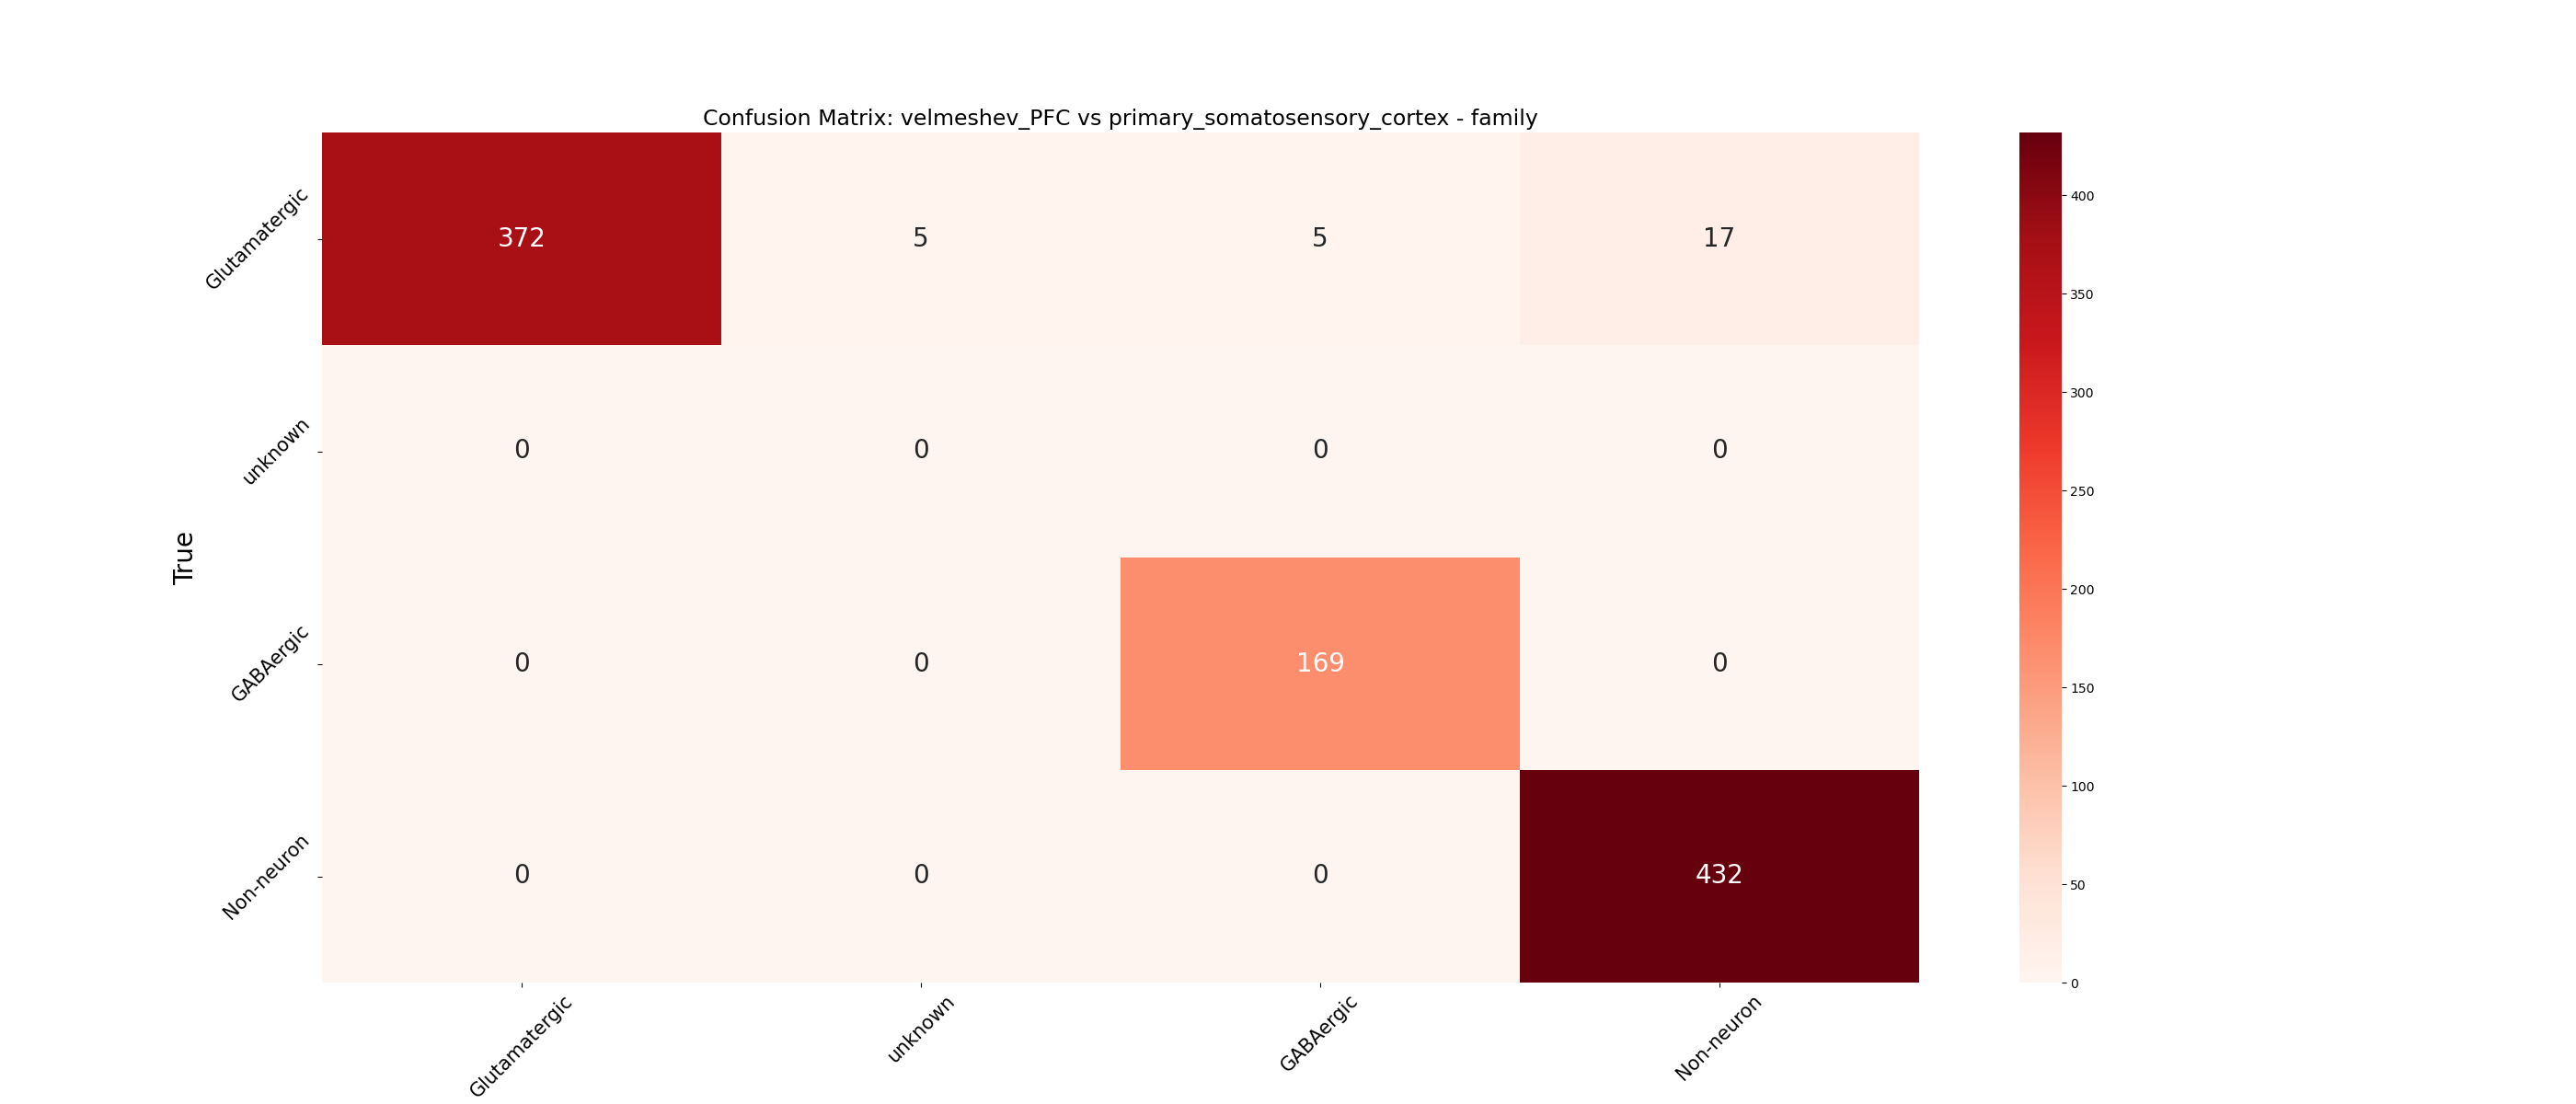 Confusion Matrix: velmeshev_PFC vs primary_somatosensory_cortex - family
True
Glutamatergic 372 5 5 17
unknown 0 0 0 0
GABAergic 0 0 169 0
Non-neuron 0 0 0 432
Glutamatergic unknown GABAergic Non-neuron
400
350
300
250
200
150
100
50
0